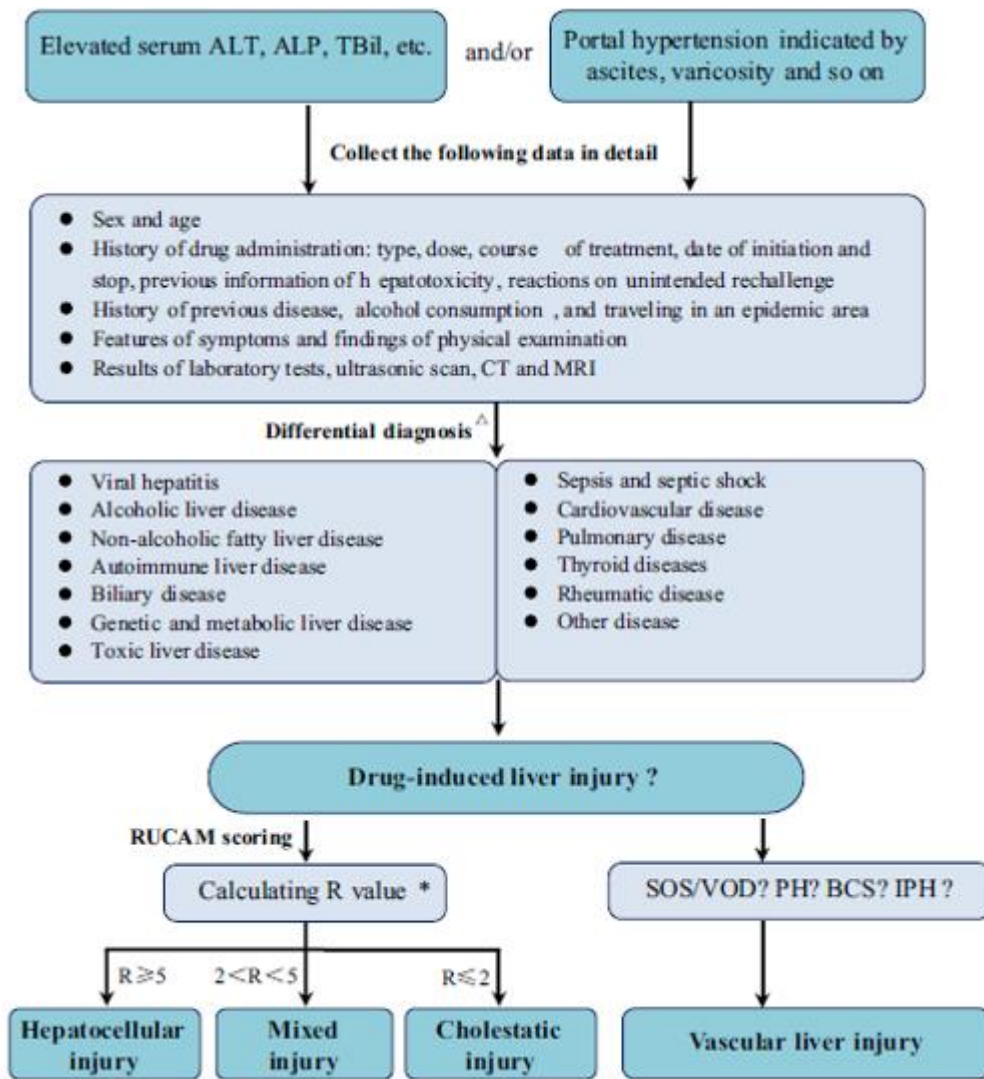 Elevated serum ALT, ALP, TBil, etc.
and/or
Portal hypertension indicated by
ascites, varicosity and so on
Collect the following data in detail
● Sex and age
● History of drug administration: type, dose, course of treatment, date of initiation and
stop, previous information of h epatotoxicity, reactions on unintended rechallenge
● History of previous disease, alcohol consumption , and traveling in an epidemic area
● Features of symptoms and findings of physical examination
● Results of laboratory tests, ultrasonic scan, CT and MRI
Differential diagnosis△
● Viral hepatitis
● Alcoholic liver disease
● Non-alcoholic fatty liver disease
● Autoimmune liver disease
● Biliary disease
● Genetic and metabolic liver disease
● Toxic liver disease
● Sepsis and septic shock
● Cardiovascular disease
● Pulmonary disease
● Thyroid diseases
● Rheumatic disease
● Other disease
Drug-induced liver injury ?
RUCAM scoring
Calculating R value *
SOS/VOD? PH? BCS? IPH ?
R≥5
2<R<5
R≤2
Hepatocellular
injury
Mixed
injury
Cholestatic
injury
Vascular liver injury